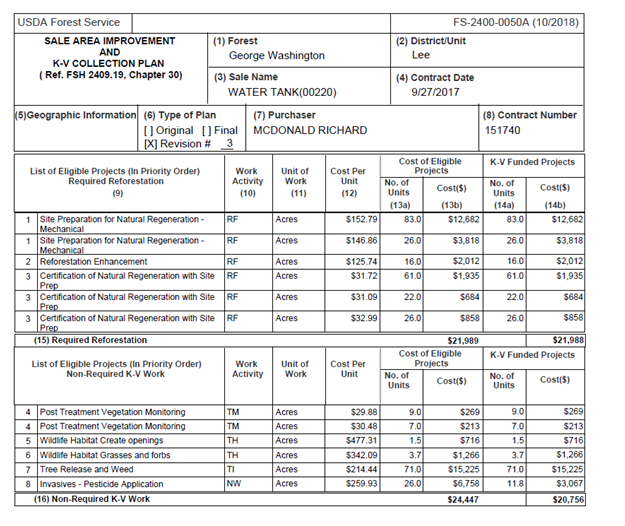 USDA Forest Service FS-2400-0050A (10/2018)
SALE AREA IMPROVEMENT
AND
K-V COLLECTION PLAN
( Ref. FSH 2409.19, Chapter 30)
(1) Forest
George Washington
(2) District/Unit
Lee
(3) Sale Name
WATER TANK(00220)
(4) Contract Date
9/27/2017
(5)Geographic Information
(6) Type of Plan
[ ] Original [ ] Final
[X] Revision # 3
(7) Purchaser
MCDONALD RICHARD
(8) Contract Number
151740
List of Eligible Projects (In Priority Order)
Required Reforestation
(9)
Work
Activity
(10)
Unit of
Work
(11)
Cost Per
Unit
(12)
Cost of Eligible
Projects
No. of
Units
(13a)
Cost($)
(13b)
K-V Funded Projects
No. of
Units
(14a)
Cost($)
(14b)
1 Site Preparation for Natural Regeneration - Mechanical RF Acres $152.79 83.0 $12,682 83.0 $12,682
1 Site Preparation for Natural Regeneration - Mechanical RF Acres $146.86 26.0 $3,818 26.0 $3,818
2 Reforestation Enhancement RF Acres $125.74 16.0 $2,012 16.0 $2,012
3 Certification of Natural Regeneration with Site Prep RF Acres $31.72 61.0 $1,935 61.0 $1,935
3 Certification of Natural Regeneration with Site Prep RF Acres $31.09 22.0 $684 22.0 $684
3 Certification of Natural Regeneration with Site Prep RF Acres $32.99 26.0 $858 26.0 $858
(15) Required Reforestation $21,989 $21,988
List of Eligible Projects (In Priority Order)
Non-Required K-V Work
Work
Activity
Unit of
Work
Cost Per
Unit
Cost of Eligible
Projects
No. of
Units
Cost($)
K-V Funded Projects
No. of
Units
Cost($)
4 Post Treatment Vegetation Monitoring TM Acres $29.88 9.0 $269 9.0 $269
4 Post Treatment Vegetation Monitoring TM Acres $30.48 7.0 $213 7.0 $213
5 Wildlife Habitat Create openings TH Acres $477.31 1.5 $716 1.5 $716
6 Wildlife Habitat Grasses and forbs TH Acres $342.09 3.7 $1,266 3.7 $1,266
7 Tree Release and Weed TI Acres $214.44 71.0 $15,225 71.0 $15,225
8 Invasives - Pesticide Application NW Acres $259.93 26.0 $6,758 11.8 $3,067
(16) Non-Required K-V Work $24,447 $20,756